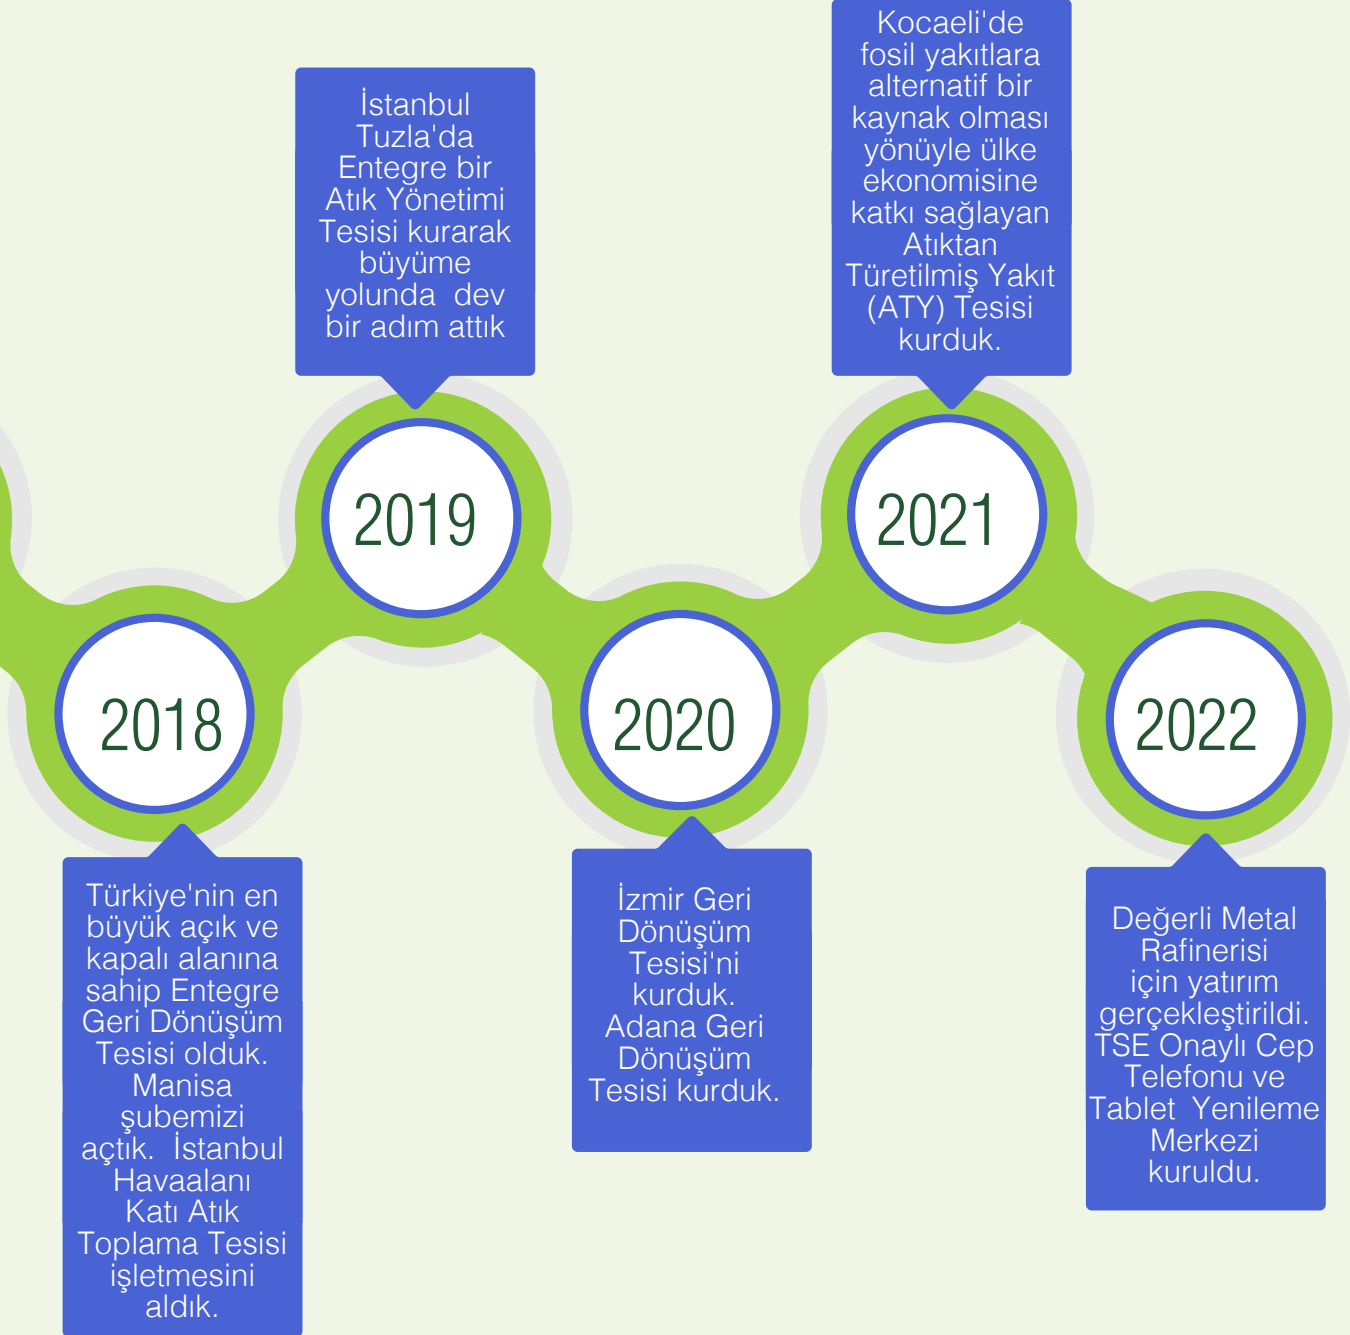 2018
Türkiye'nin en
büyük açık ve
kapalı alanına
sahip Entegre
Geri Dönüşüm
Tesisi olduk.
Manisa
şubemizi
açtık.  İstanbul
Havaalanı
Katı Atık
Toplama Tesisi
işletmesini
aldık.
İstanbul
Tuzla'da
Entegre bir
Atık Yönetimi
Tesisi kurarak
büyüme
yolunda  dev
bir adım attık
2019
2020
İzmir Geri
Dönüşüm
Tesisi'ni
kurduk.
Adana Geri
Dönüşüm
Tesisi kurduk.
Kocaeli'de
fosil yakıtlara
alternatif bir
kaynak olması
yönüyle ülke
ekonomisine
katkı sağlayan
Atıktan
Türetilmiş Yakıt
(ATY) Tesisi
kurduk.
2021
2022
Değerli Metal
Rafinerisi
için yatırım
gerçekleştirildi.
TSE Onaylı Cep
Telefonu ve
Tablet  Yenileme
Merkezi
kuruldu.